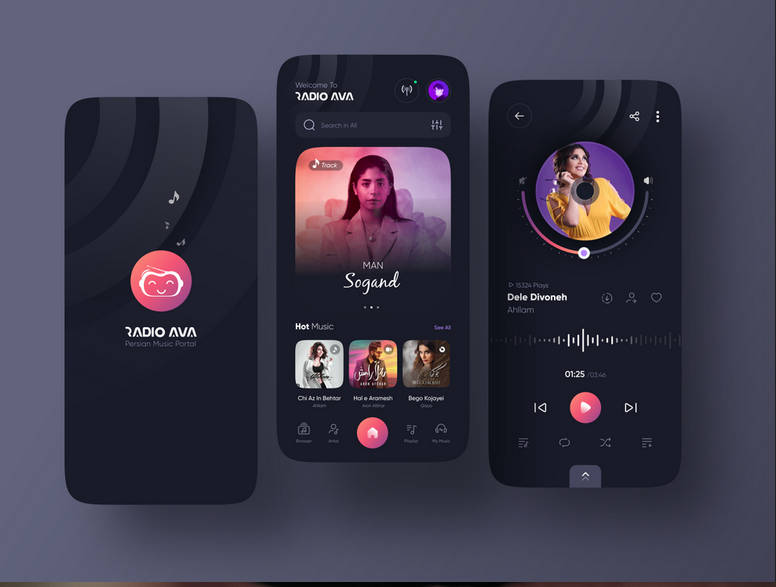 RADIO AVA
Persian Music Portal
Welcome To
RADIO AVA
Search in All
Track
MAN
Sogand
Hot Music
See All
Chi Az In Behtar
Ahllam
Hal e Aramesh
Aron Afshar
Bego Kojayei
Browser
Artist
Playlist
My Music
15324 Plays
Dele Divoneh
Ahllam
01:25 /03:46